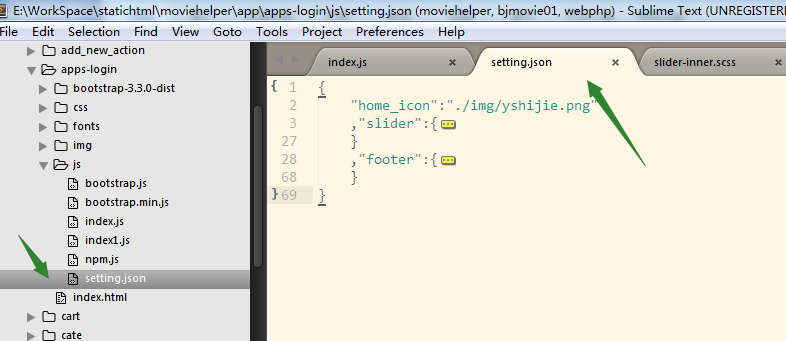 E:\WorkSpace\statichtml\moviehelper\app\apps-login\js\setting.json (moviehelper, bjmovie01, webphp) - Sublime Text (UNREGISTERE
File Edit Selection Find View Goto Tools Project Preferences Help
add_new_action
apps-login
bootstrap-3.3.0-dist
css
fonts
img
js
bootstrap.js
bootstrap.min.js
index.js
index1.js
npm.js
setting.json
index.html
cart
cate
index.js × setting.json × slider-inner.scss
{ 1 {
2 "home_icon":"./img/yshijie.png"
3 ,"slider":{
27 }
28 ,"footer":{
68 }
} 69 }